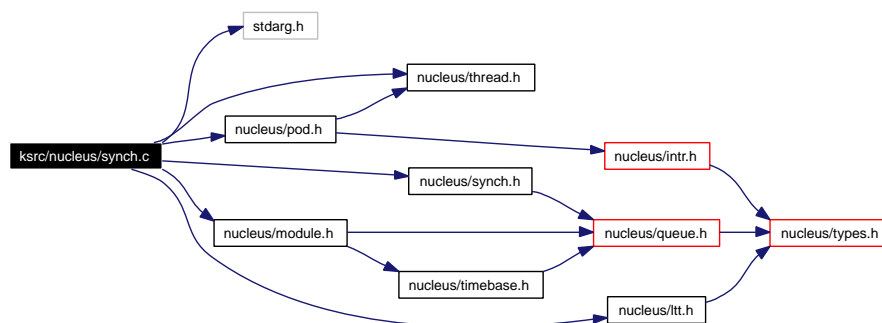 stdarg.h
nucleus/thread.h
nucleus/pod.h
ksrc/nucleus/synch.c
nucleus/intr.h
nucleus/synch.h
nucleus/module.h
nucleus/queue.h
nucleus/types.h
nucleus/timebase.h
nucleus/ltt.h